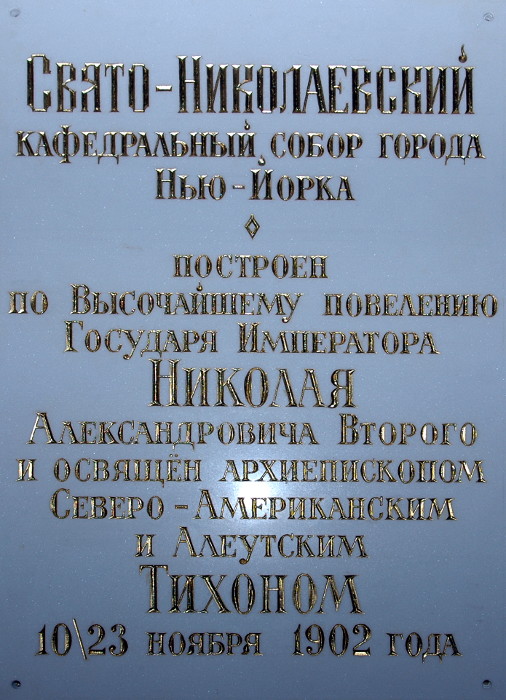 Свято-Николаевский
кафедральный собор города
Нью-Йорка
построен
по Высочайшему повелению
Государя Императора
Николая
Александровича Второго
и освящён архиепископом
Северо-Американским
и Алеутским
Тихоном
10\23 ноября 1902 года